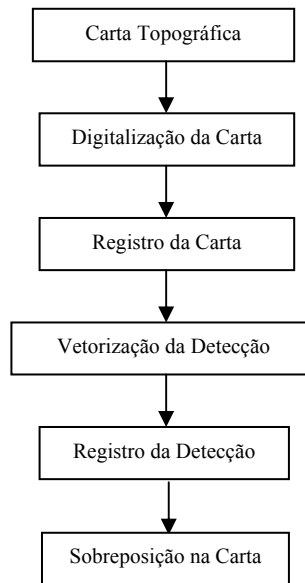 Carta Topográfica
Digitalização da Carta
Registro da Carta
Vetorização da Detecção
Registro da Detecção
Sobreposição na Carta